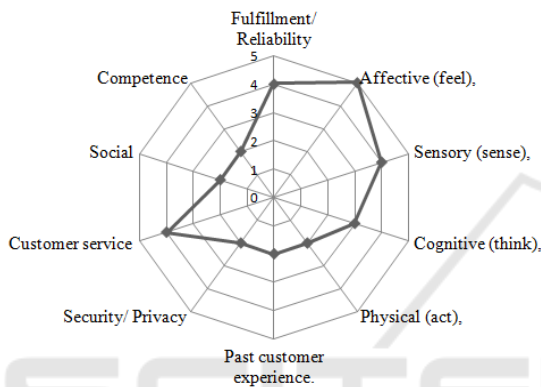 Fulfillment/
Reliability
5
Competence
4
Affective (feel),
3
Social
2
Sensory (sense),
1
0
Customer service
Cognitive (think),
Security/ Privacy
Physical (act),
Past customer
experience.